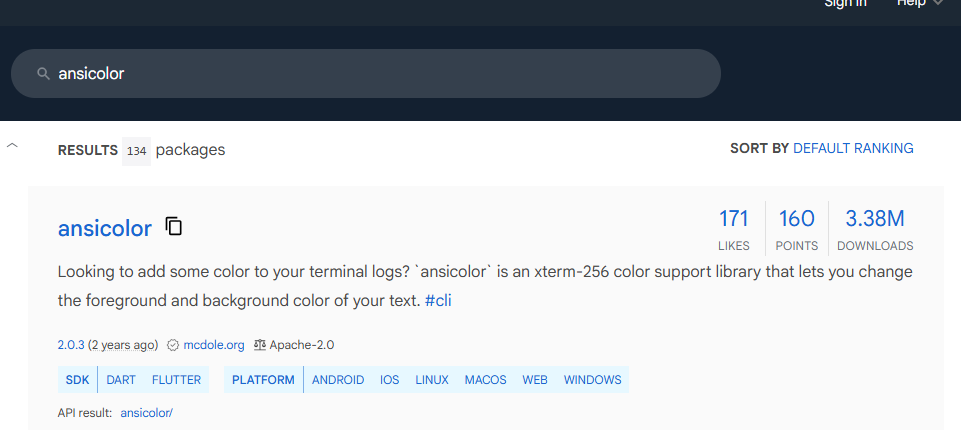 Sign in Help
ansicolor
RESULTS 134 packages
SORT BY DEFAULT RANKING
ansicolor
171 160 3.38M
LIKES POINTS DOWNLOADS
Looking to add some color to your terminal logs? `ansicolor` is an xterm-256 color support library that lets you change
the foreground and background color of your text. #cli
2.0.3 (2 years ago) mcdole.org Apache-2.0
SDK DART FLUTTER PLATFORM ANDROID IOS LINUX MACOS WEB WINDOWS
API result: ansicolor/